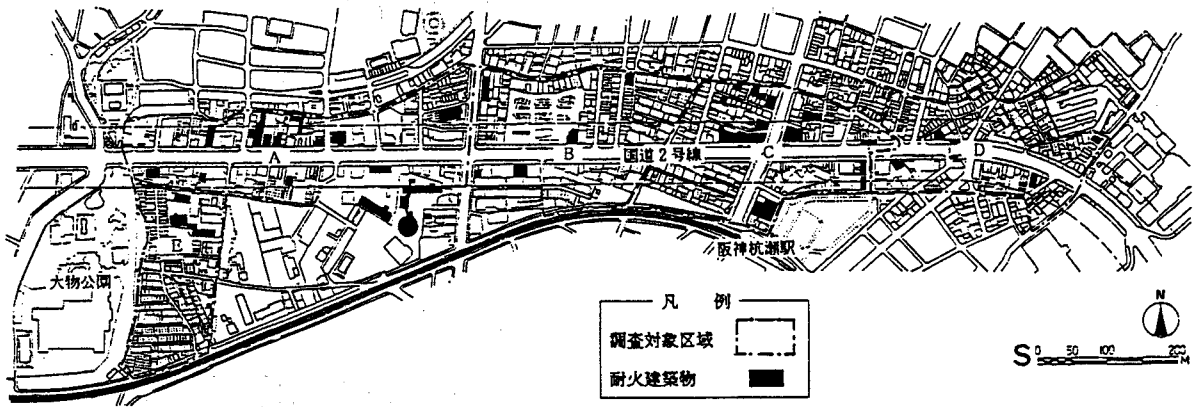 A
B
国道2号線
C
D
E
大物公園
阪神杭瀬駅
凡 例
調査対象区域
耐火建築物
N
S 0 50 100 200 M